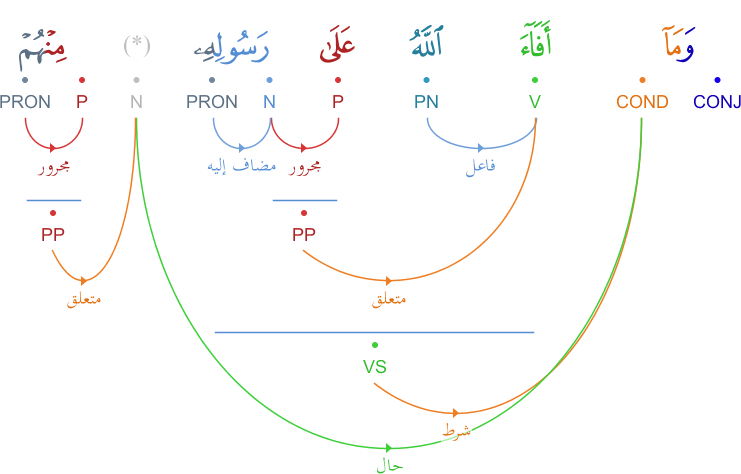 وَمَآ أَفَآءَ ٱللَّهُ عَلَىٰ رَسُولِهِۦ (*) مِنْهُمْ
CONJ COND V PN P N PRON N P PRON
فاعل مجرور مضاف إليه مجرور
PP PP
متعلق متعلق
VS
شرط
حال